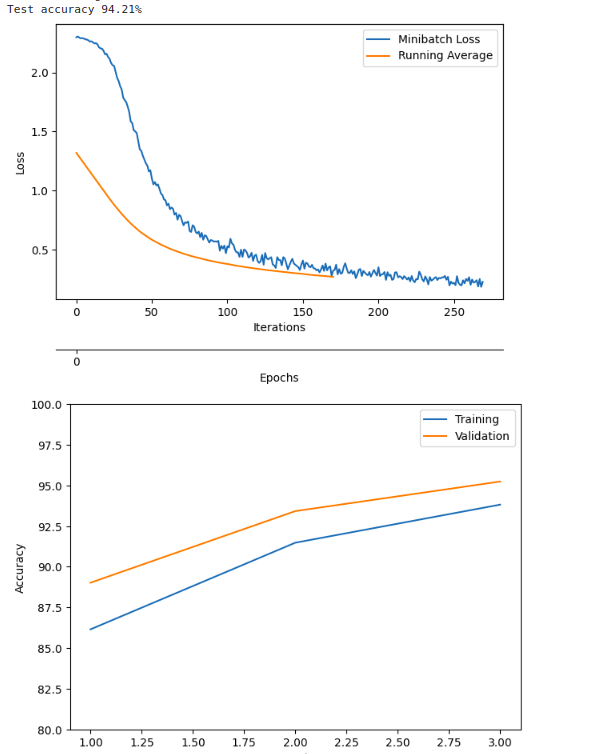 Test accuracy 94.21%
Minibatch Loss
Running Average
2.0
1.5
1.0
0.5
Loss
0 50 100 150 200 250
Iterations
0
Epochs
100.0
97.5
95.0
92.5
90.0
87.5
85.0
82.5
80.0
Training
Validation
Accuracy
1.00 1.25 1.50 1.75 2.00 2.25 2.50 2.75 3.00